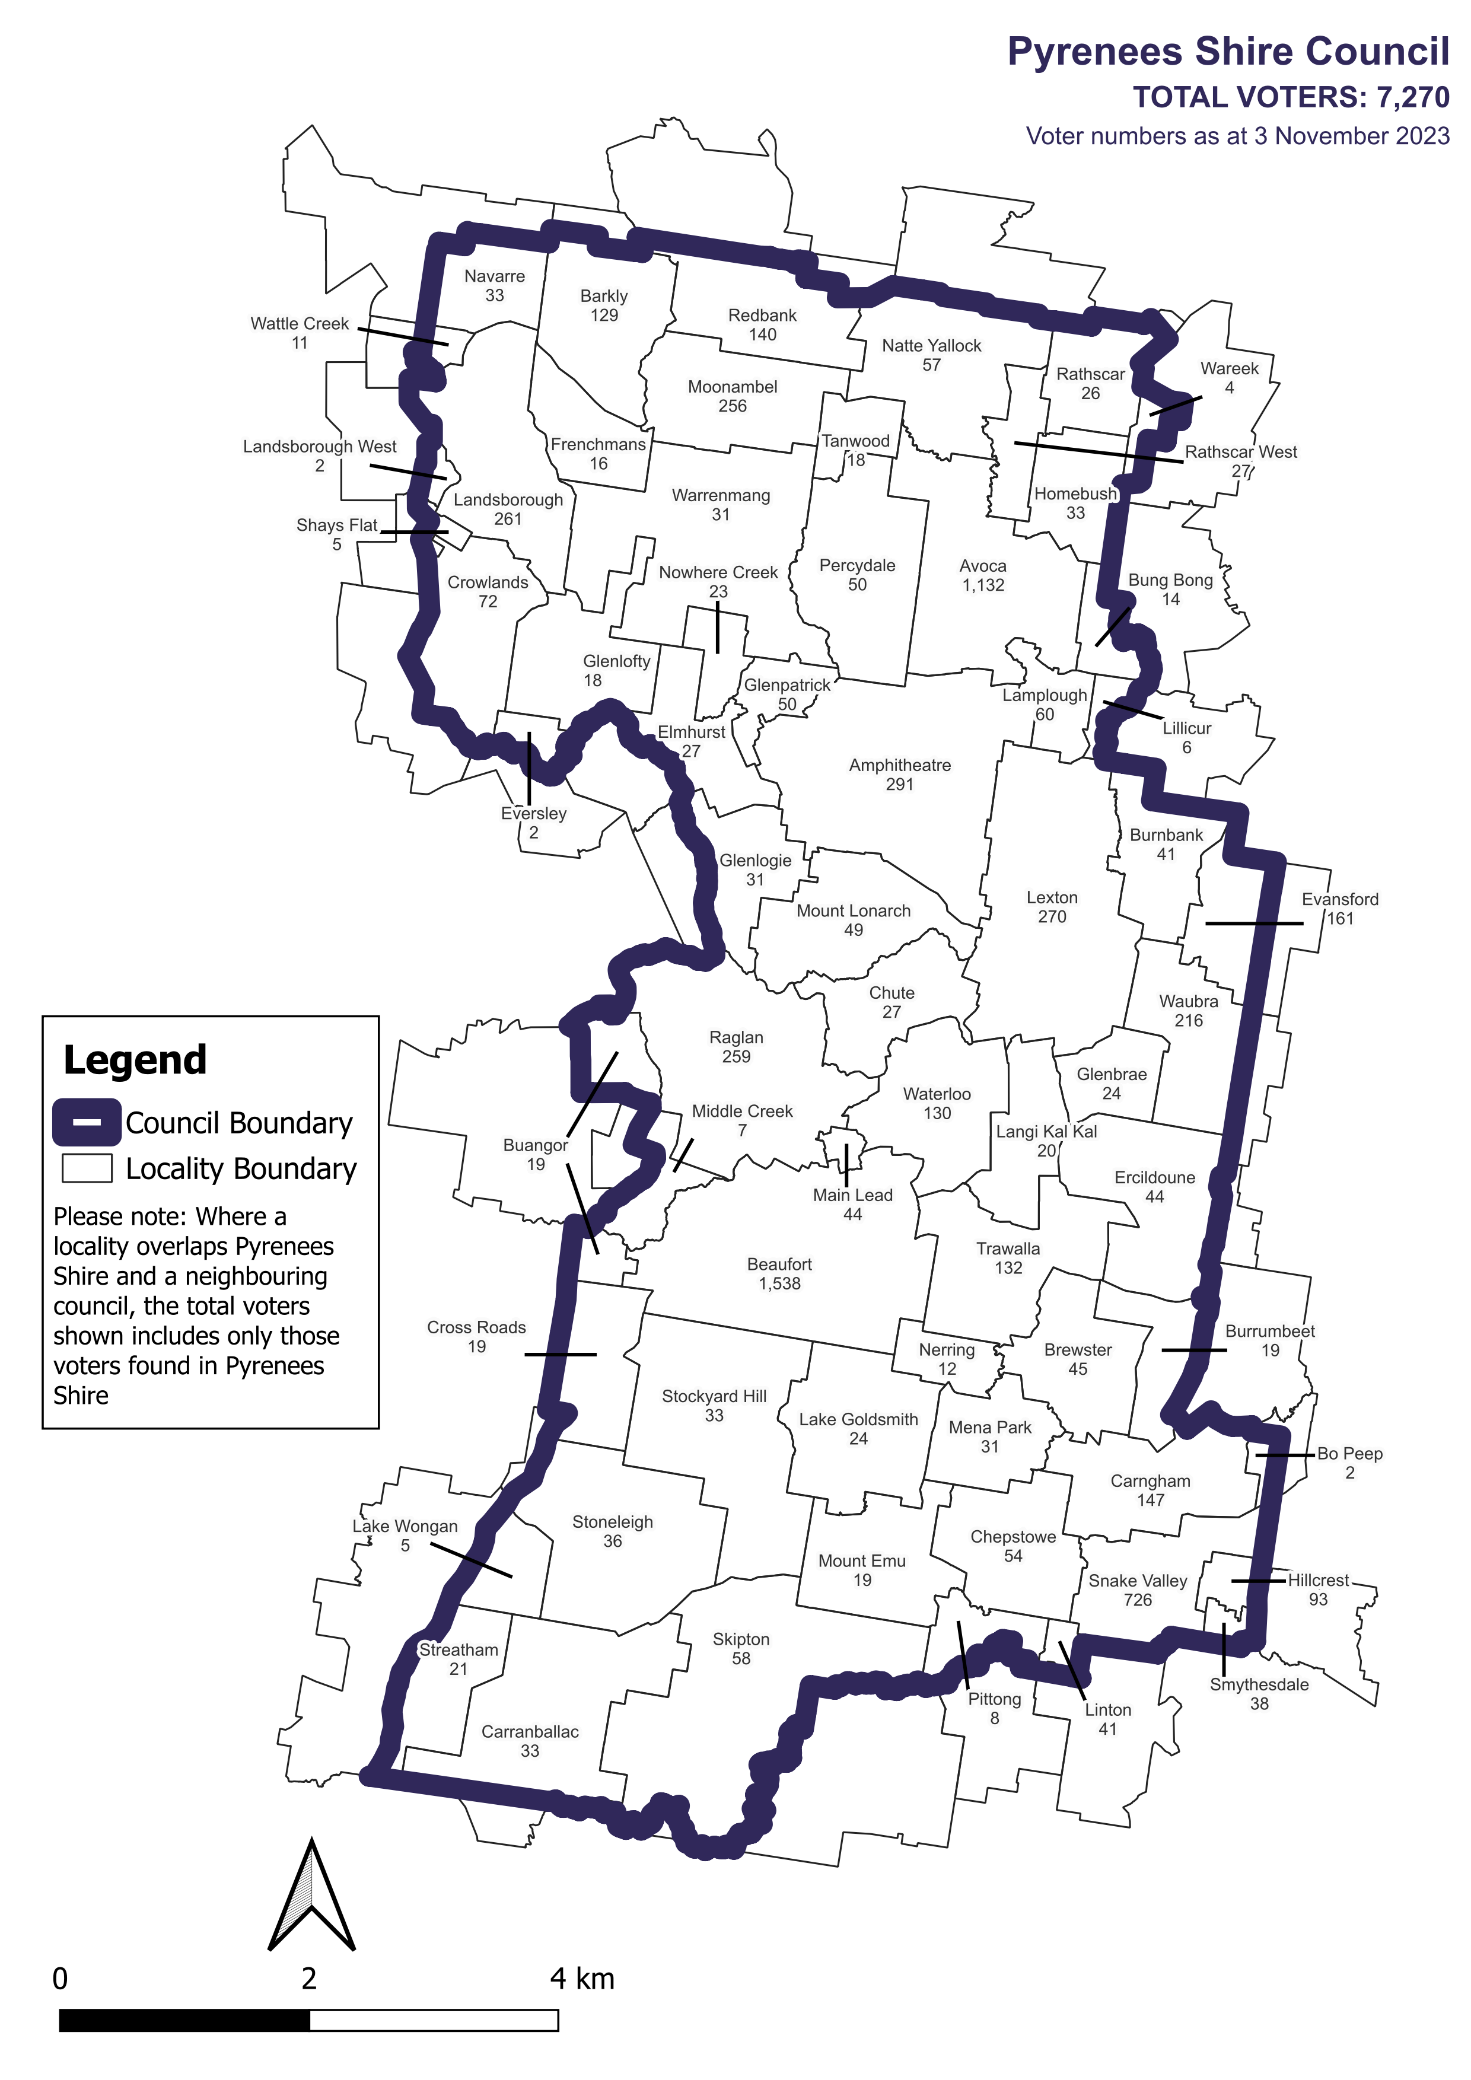 Pyrenees Shire Council
TOTAL VOTERS: 7,270
Voter numbers as at 3 November 2023
Navarre
33
Barkly
129
Redbank
140
Wattle Creek
11
Natte Yallock
57
Rathscar
26
Wareek
4
Moonambel
256
Landsborough West
2
Frenchmans
16
Tanwood
18
Rathscar West
27
Landsborough
261
Warrenmang
31
Homebush
33
Shays Flat
5
Crowlands
72
Nowhere Creek
23
Percydale
50
Avoca
1,132
Bung Bong
14
Glenlofty
18
Glenpatrick
50
Lamplough
60
Elmhurst
27
Lillicur
6
Amphitheatre
291
Eversley
2
Burnbank
41
Glenlogie
31
Mount Lonarch
49
Lexton
270
Evansford
161
Chute
27
Waubra
216
Raglan
259
Glenbrae
24
Waterloo
130
Middle Creek
7
Langi Kal Kal
20
Buangor
19
Main Lead
44
Ercildoune
44
Beaufort
1,538
Trawalla
132
Cross Roads
19
Burrumbeet
19
Nerring
12
Brewster
45
Stockyard Hill
33
Lake Goldsmith
24
Mena Park
31
Bo Peep
2
Carngham
147
Lake Wongan
5
Stoneleigh
36
Chepstowe
54
Mount Emu
19
Snake Valley
726
Hillcrest
93
Streatham
21
Skipton
58
Pittong
8
Linton
41
Smythesdale
38
Carranballac
33
Legend
Council Boundary
Locality Boundary
Please note: Where a
locality overlaps Pyrenees
Shire and a neighbouring
council, the total voters
shown includes only those
voters found in Pyrenees
Shire
0 2 4 km